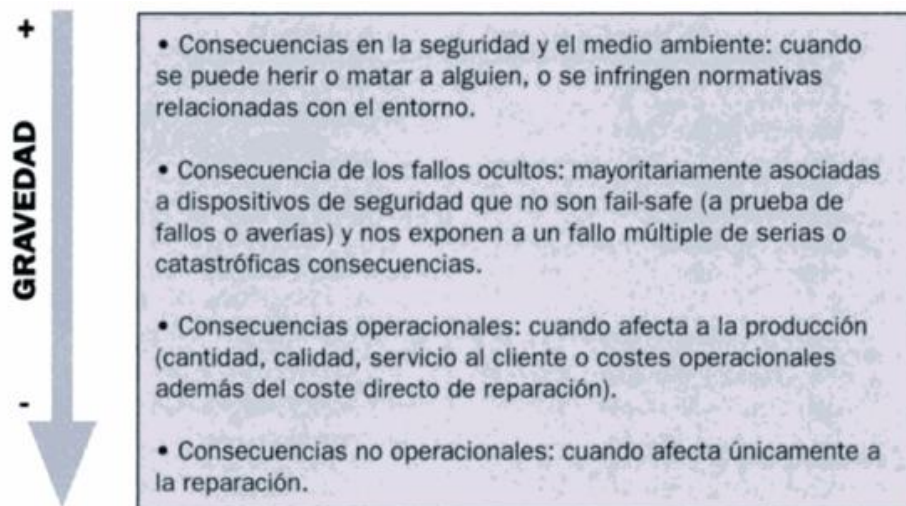 +
GRAVEDAD
-
• Consecuencias en la seguridad y el medio ambiente: cuando
se puede herir o matar a alguien, o se infringen normativas
relacionadas con el entorno.
• Consecuencia de los fallos ocultos: mayoritariamente asociadas
a dispositivos de seguridad que no son fail-safe (a prueba de
fallos o averías) y nos exponen a un fallo múltiple de serias o
catastróficas consecuencias.
• Consecuencias operacionales: cuando afecta a la producción
(cantidad, calidad, servicio al cliente o costes operacionales
además del coste directo de reparación).
• Consecuencias no operacionales: cuando afecta únicamente a
la reparación.